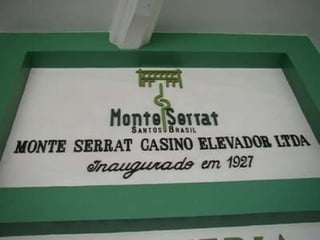 Monte Serrat
SANTOS BRASIL
MONTE SERRAT CASINO ELEVADOR LTDA
Inaugurado em 1927